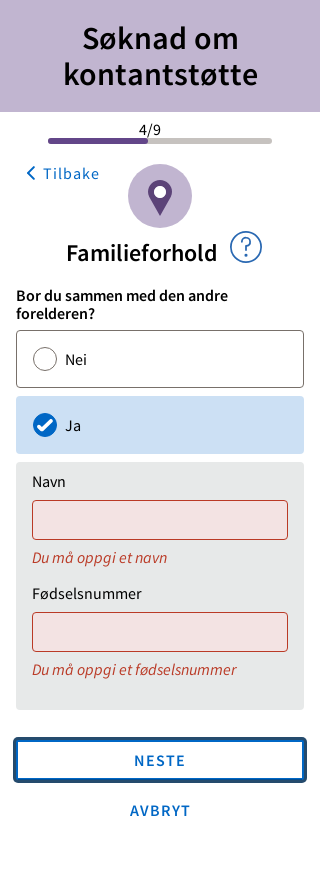 Søknad om
kontantstøtte
4/9
Tilbake
Familieforhold
?
Bor du sammen med den andre
forelderen?
Nei
Ja
Navn
Du må oppgi et navn
Fødselsnummer
Du må oppgi et fødselsnummer
NESTE
AVBRYT